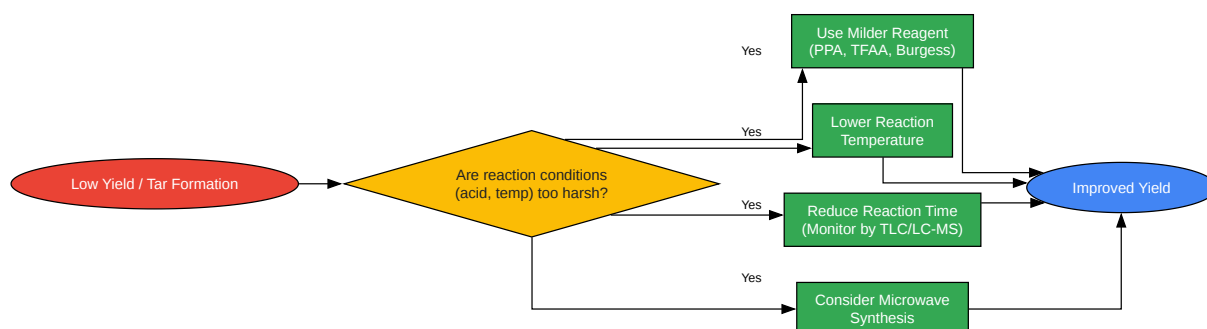 Low Yield / Tar Formation
Are reaction conditions
(acid, temp) too harsh?
Yes
Use Milder Reagent
(PPA, TFAA, Burgess)
Yes
Lower Reaction
Temperature
Yes
Reduce Reaction Time
(Monitor by TLC/LC-MS)
Yes
Consider Microwave
Synthesis
Improved Yield